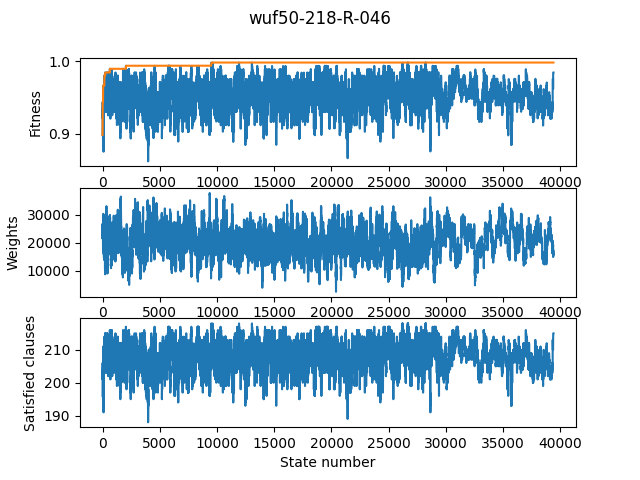 wuf50-218-R-046
1.0
0.9
Fitness
0 5000 10000 15000 20000 25000 30000 35000 40000
30000
20000
10000
Weights
0 5000 10000 15000 20000 25000 30000 35000 40000
210
200
190
Satisfied clauses
0 5000 10000 15000 20000 25000 30000 35000 40000
State number